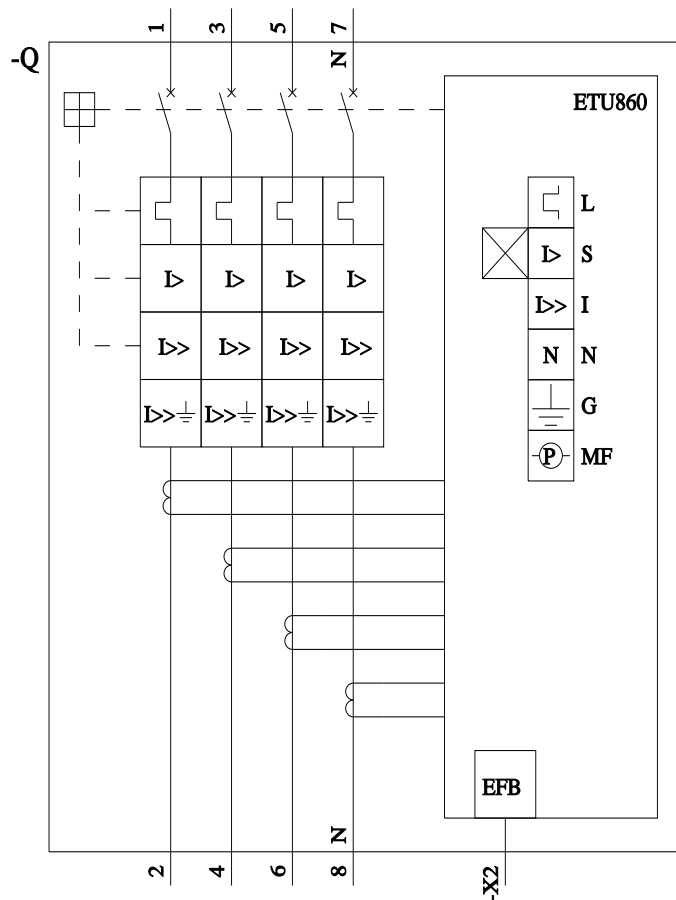 1 3 5 7
N
-Q
ETU860
L
I> I> I> I> I> S
I>> I>> I>> I>> I>> I
N N
I>> I>> I>> I>> G
P MF
EFB
N
2 4 6 8 -X2